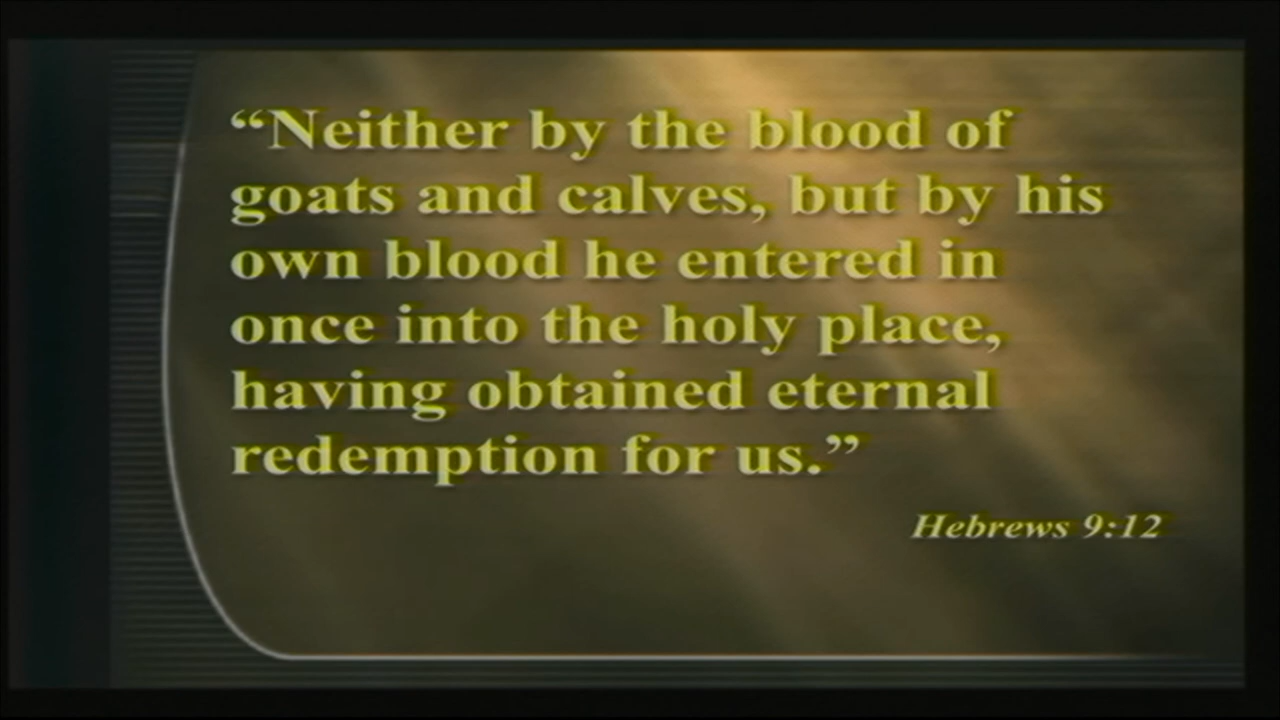 “Neither by the blood of
goats and calves, but by his
own blood he entered in
once into the holy place,
having obtained eternal
redemption for us.”
Hebrews 9:12